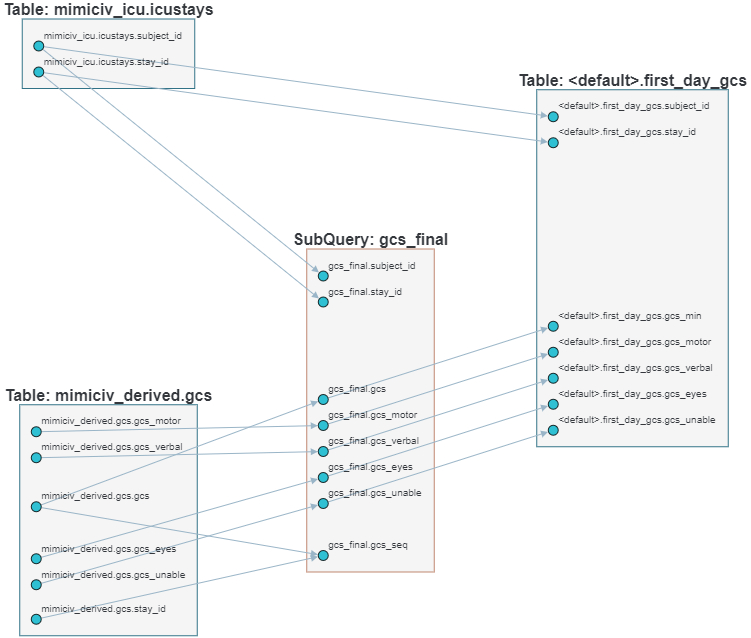 Table: mimiciv_icu.icustays
mimiciv_icu.icustays.subject_id
mimiciv_icu.icustays.stay_id
Table: <default>.first_day_gcs
<default>.first_day_gcs.subject_id
<default>.first_day_gcs.stay_id
<default>.first_day_gcs.gcs_min
<default>.first_day_gcs.gcs_motor
<default>.first_day_gcs.gcs_verbal
<default>.first_day_gcs.gcs_eyes
<default>.first_day_gcs.gcs_unable
SubQuery: gcs_final
gcs_final.subject_id
gcs_final.stay_id
gcs_final.gcs
gcs_final.gcs_motor
gcs_final.gcs_verbal
gcs_final.gcs_eyes
gcs_final.gcs_unable
gcs_final.gcs_seq
Table: mimiciv_derived.gcs
mimiciv_derived.gcs.gcs_motor
mimiciv_derived.gcs.gcs_verbal
mimiciv_derived.gcs.gcs
mimiciv_derived.gcs.gcs_eyes
mimiciv_derived.gcs.gcs_unable
mimiciv_derived.gcs.stay_id